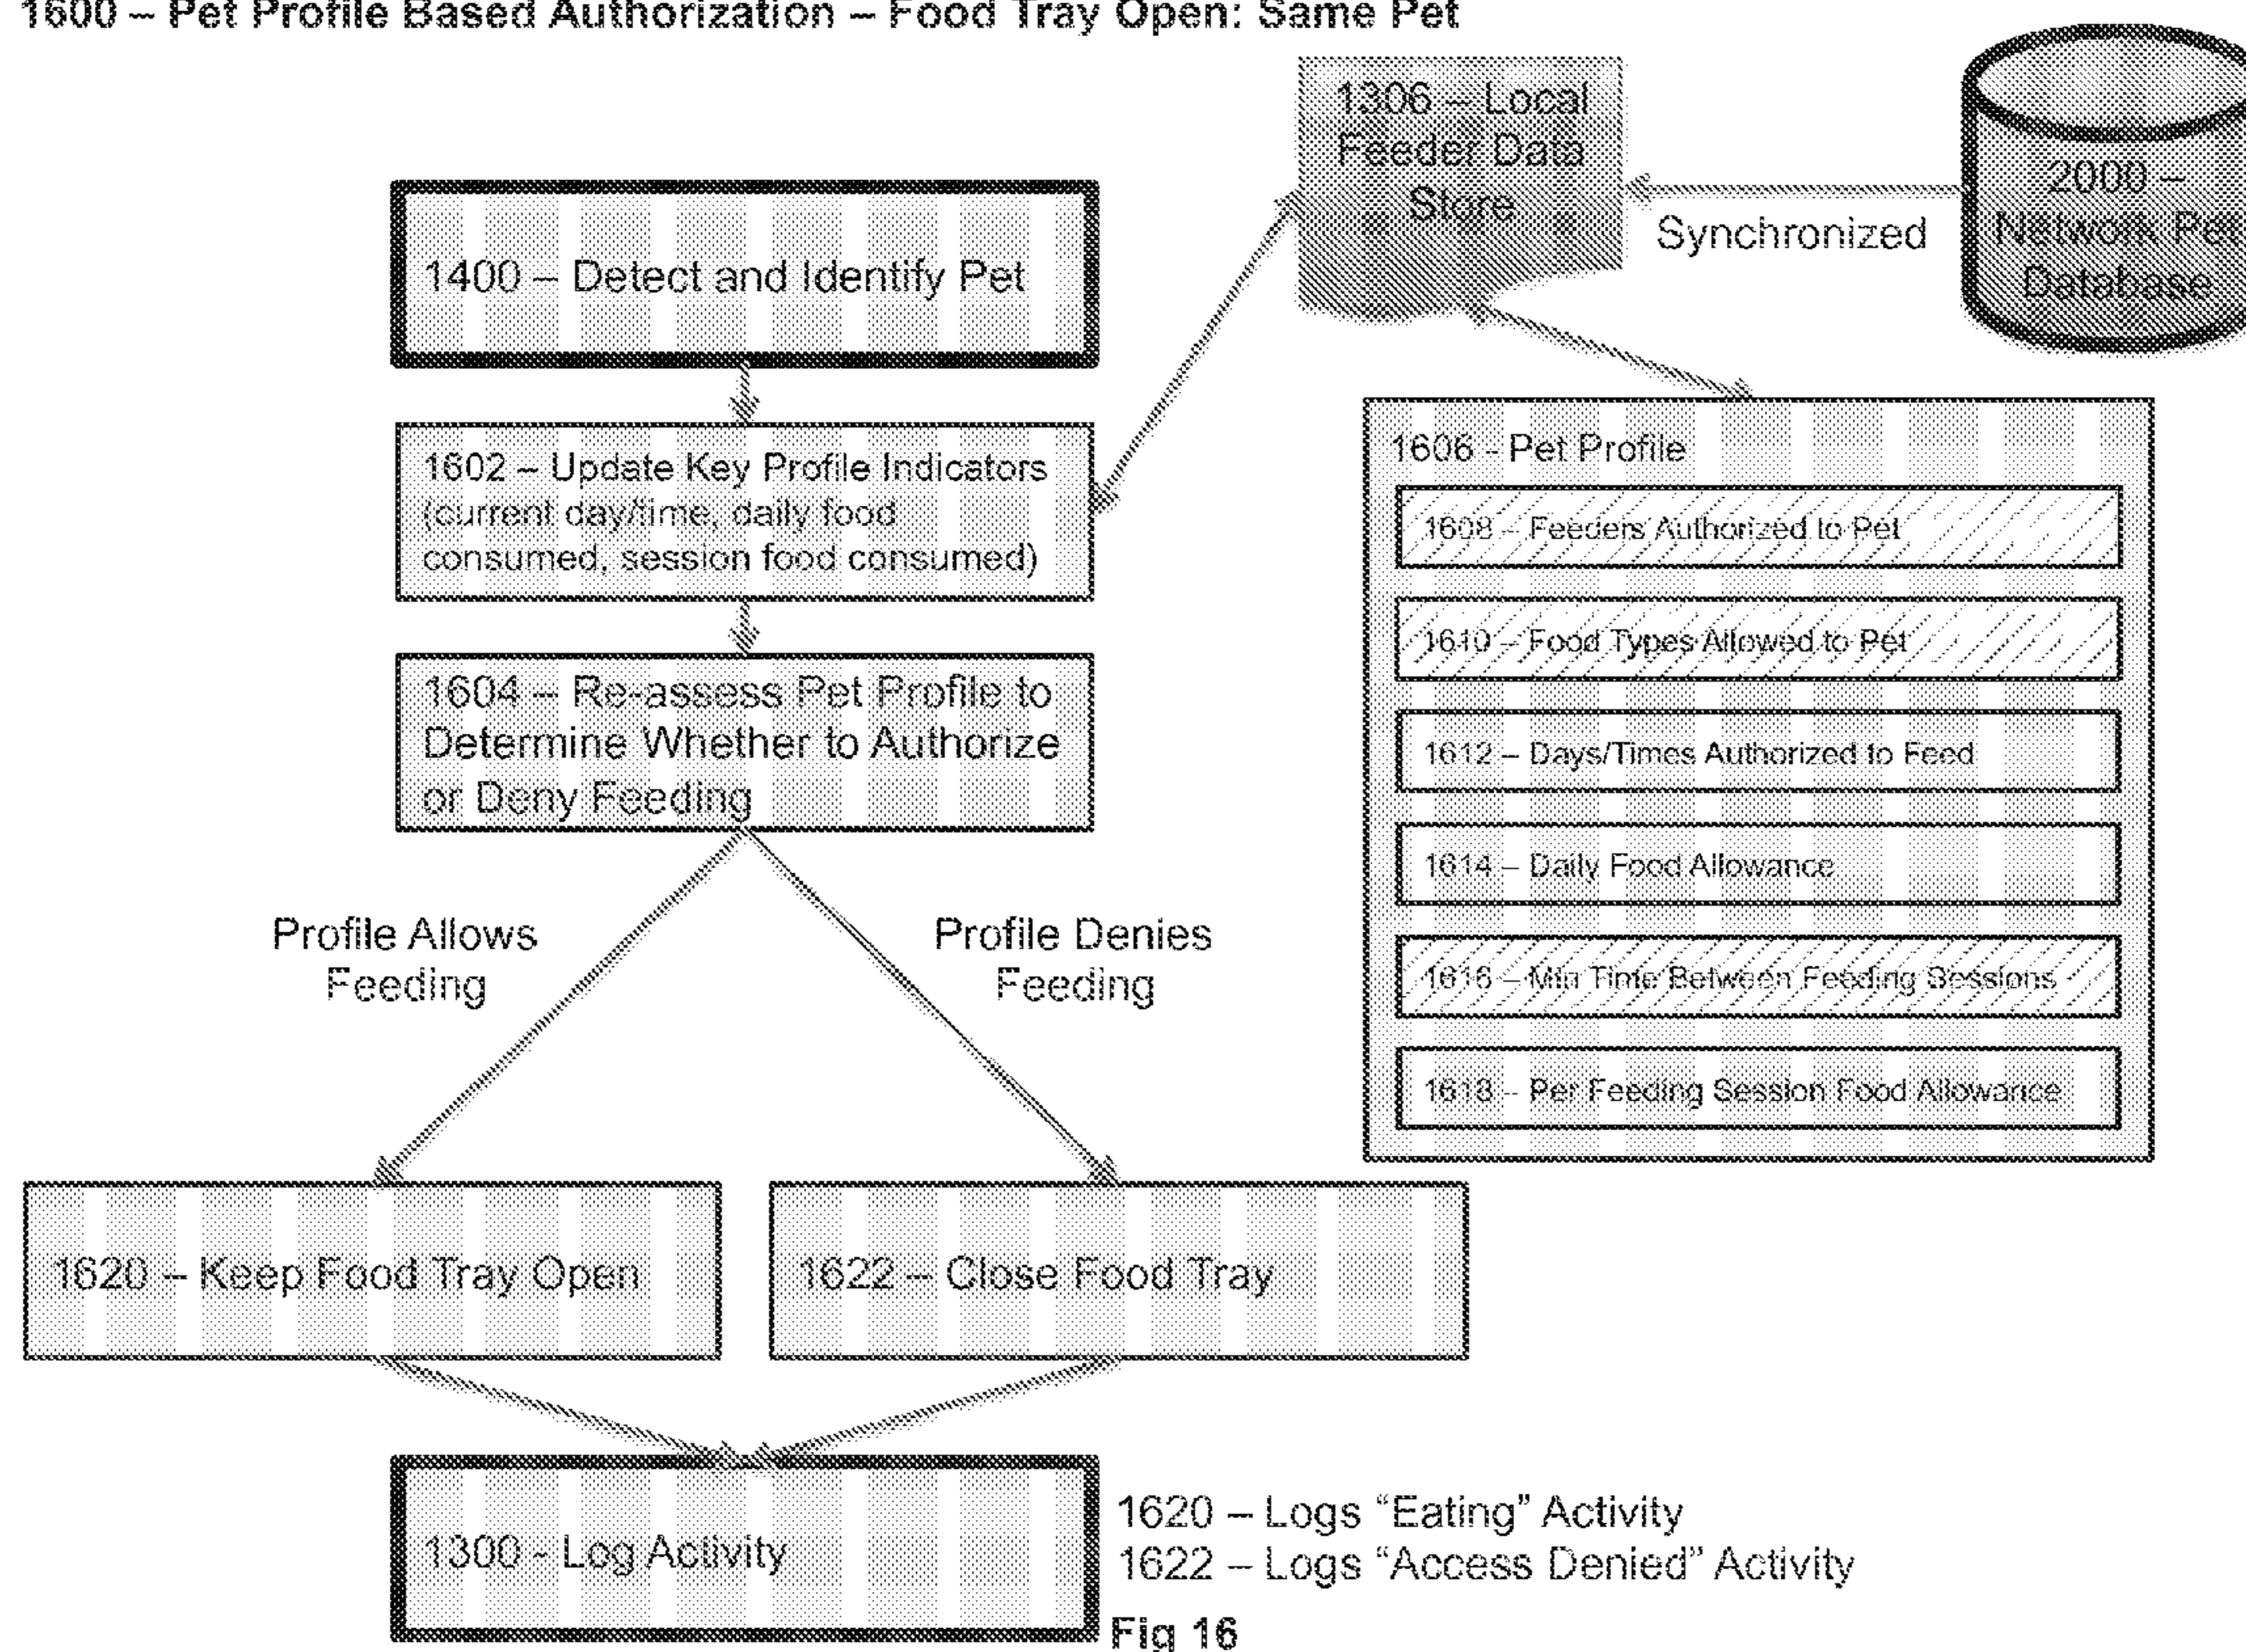 1600 – Pet Profile Based Authorization – Food Tray Open: Same Pet
1306 – Local
Feeder Data
Store
Synchronized
2000 –
Network Pet
Database
1400 – Detect and Identify Pet
1602 – Update Key Profile Indicators
(current day/time, daily food
consumed, session food consumed)
1604 – Re-assess Pet Profile to
Determine Whether to Authorize
or Deny Feeding
1606 - Pet Profile
1608 – Feeders Authorized to Pet
1610 – Food Types Allowed to Pet
1612 – Days/Times Authorized to Feed
1614 – Daily Food Allowance
1616 – Min Time Between Feeding Sessions
1618 – Per Feeding Session Food Allowance
Profile Allows
Feeding
Profile Denies
Feeding
1620 – Keep Food Tray Open
1622 – Close Food Tray
1300 - Log Activity
1620 – Logs “Eating” Activity
1622 – Logs “Access Denied” Activity
Fig 16